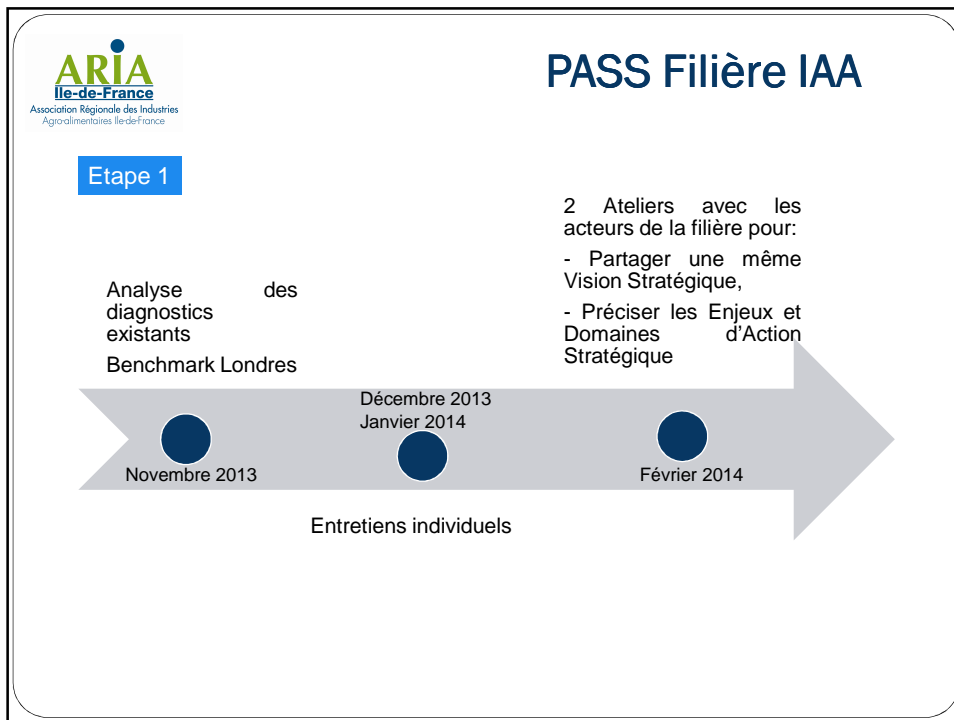 ARIA
Ile-de-France
Association Régionale des Industries
Agro-alimentaires Ile-de-France
PASS Filière IAA
Etape 1
Analyse des
diagnostics
existants
Benchmark Londres
2 Ateliers avec les
acteurs de la filière pour:
- Partager une même
Vision Stratégique,
- Préciser les Enjeux et
Domaines d'Action
Stratégique
Novembre 2013
Décembre 2013
Janvier 2014
Février 2014
Entretiens individuels